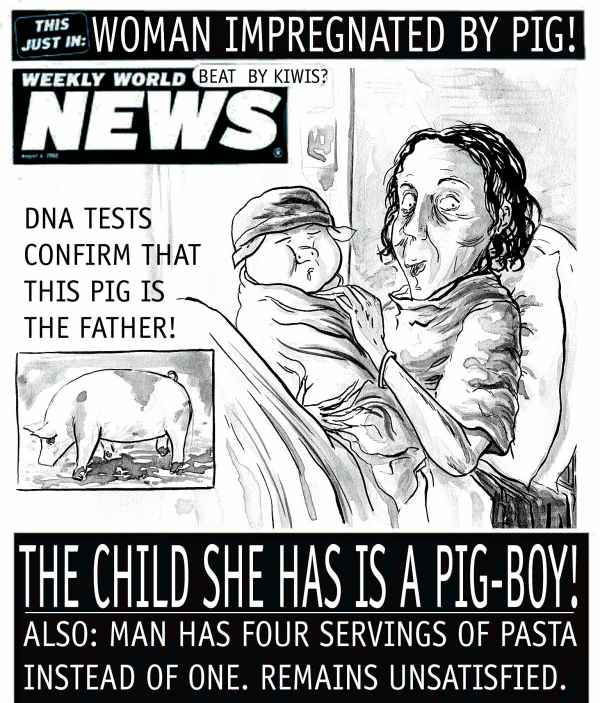 THIS
JUST IN:
WOMAN IMPREGNATED BY PIG!
WEEKLY WORLD
BEAT BY KIWIS?
NEWS
DNA TESTS
CONFIRM THAT
THIS PIG IS
THE FATHER!
THE CHILD SHE HAS IS A PIG-BOY!
ALSO: MAN HAS FOUR SERVINGS OF PASTA
INSTEAD OF ONE. REMAINS UNSATISFIED.